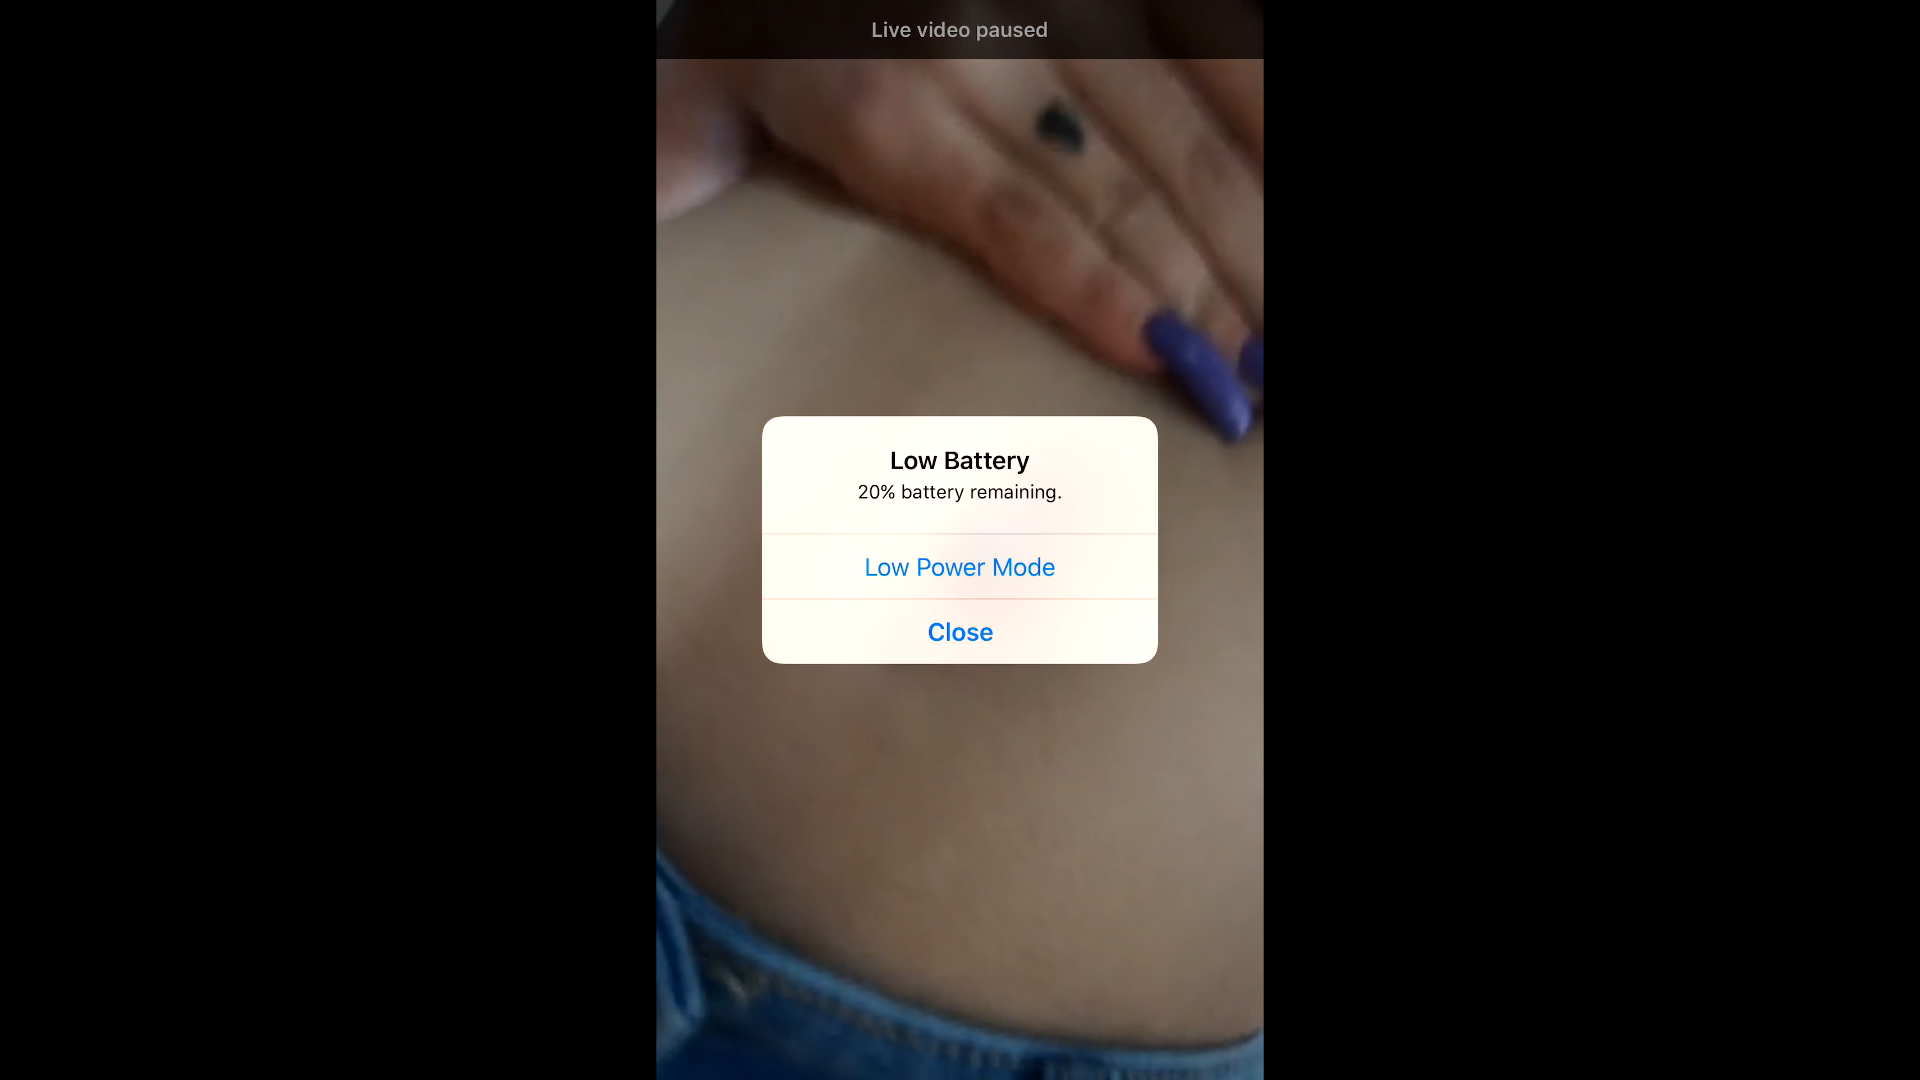 Live video paused
Low Battery
20% battery remaining.
Low Power Mode
Close